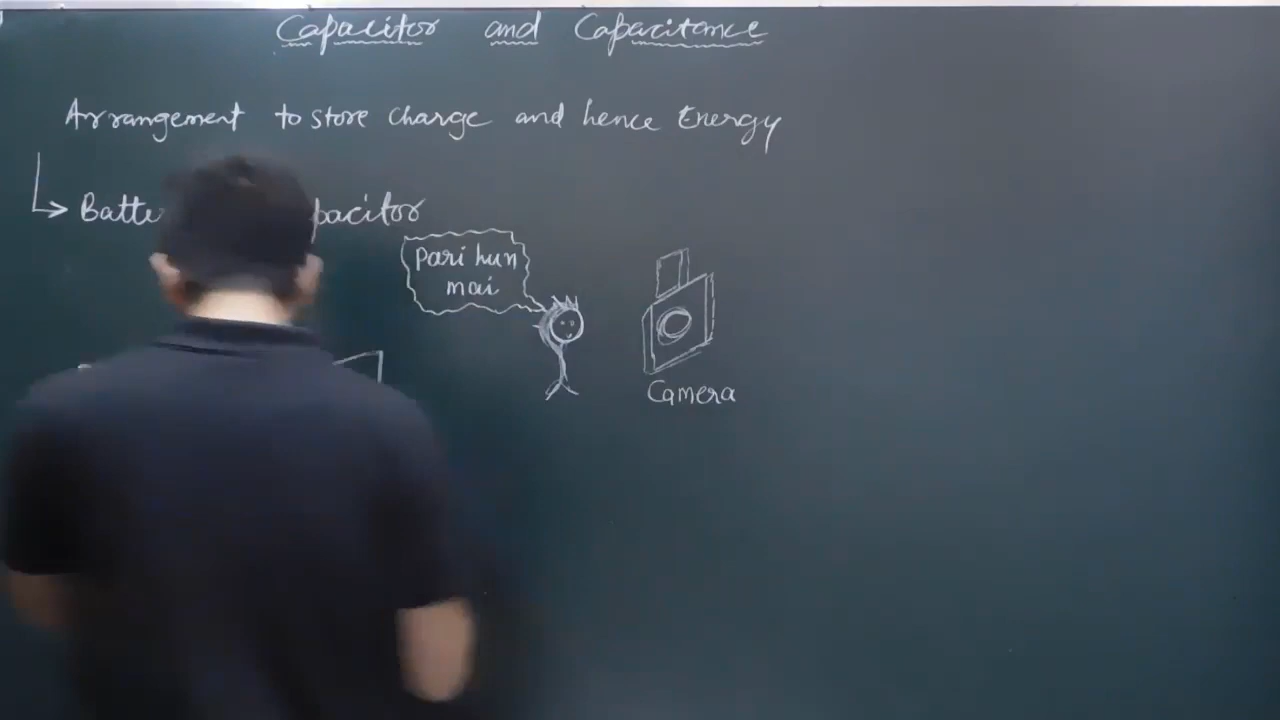 Capacitor and Capacitance
Arrangement to store charge and hence Energy
Batte pacitor
Pari hun
mai
Camera